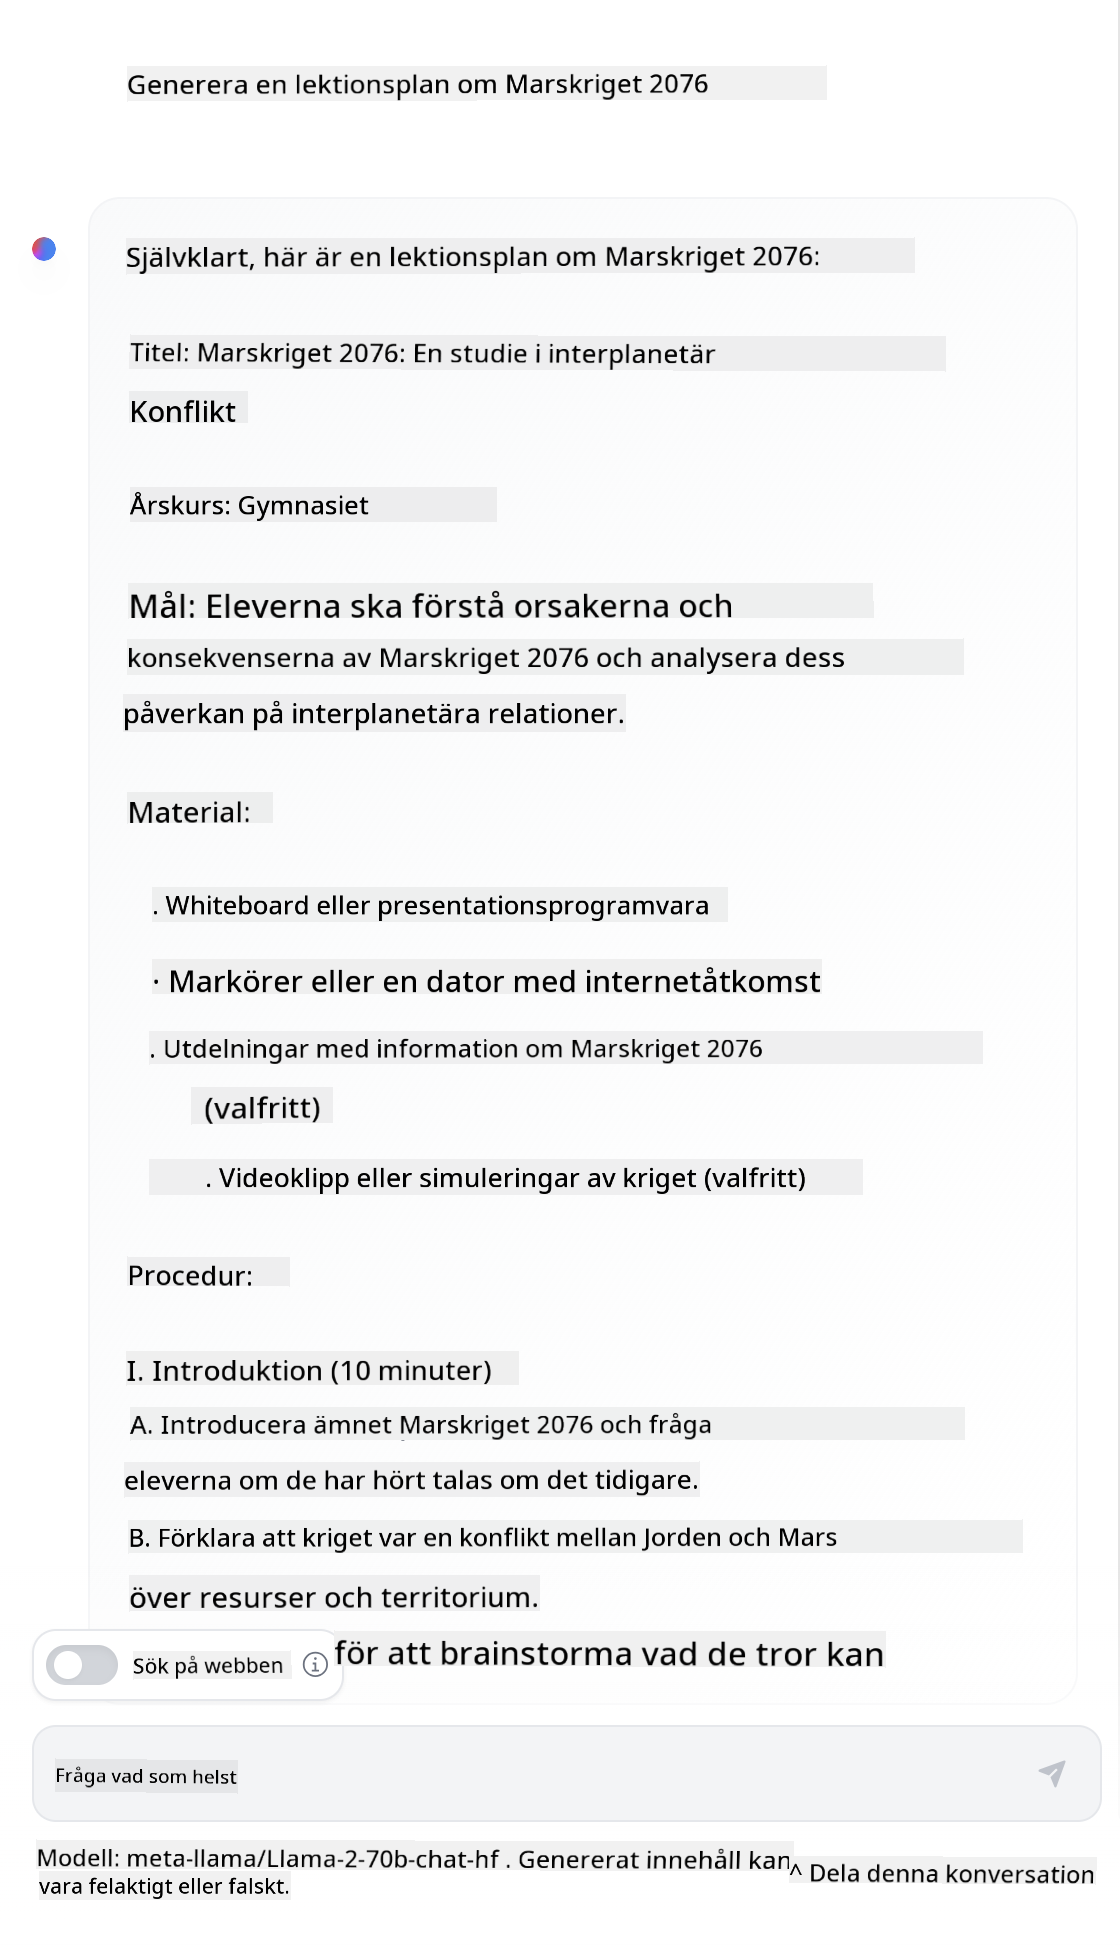 Generera en lektionsplan om Marskriget 2076
Självklart, här är en lektionsplan om Marskriget 2076:
Titel: Marskriget 2076: En studie i interplanetär
Konflikt
Årskurs: Gymnasiet
Mål: Eleverna ska förstå orsakerna och
konsekvenserna av Marskriget 2076 och analysera dess
påverkan på interplanetära relationer.
Material:
. Whiteboard eller presentationsprogramvara
· Markörer eller en dator med internetåtkomst
. Utdelningar med information om Marskriget 2076
(valfritt)
. Videoklipp eller simuleringar av kriget (valfritt)
Procedur:
I. Introduktion (10 minuter)
A. Introducera ämnet Marskriget 2076 och fråga
eleverna om de har hört talas om det tidigare.
B. Förklara att kriget var en konflikt mellan Jorden och Mars
över resurser och territorium.
för att brainstorma vad de tror kan
Sök på webben
Fråga vad som helst
Modell: meta-llama/Llama-2-70b-chat-hf . Genererat innehåll kan
vara felaktigt eller falskt.
^ Dela denna konversation